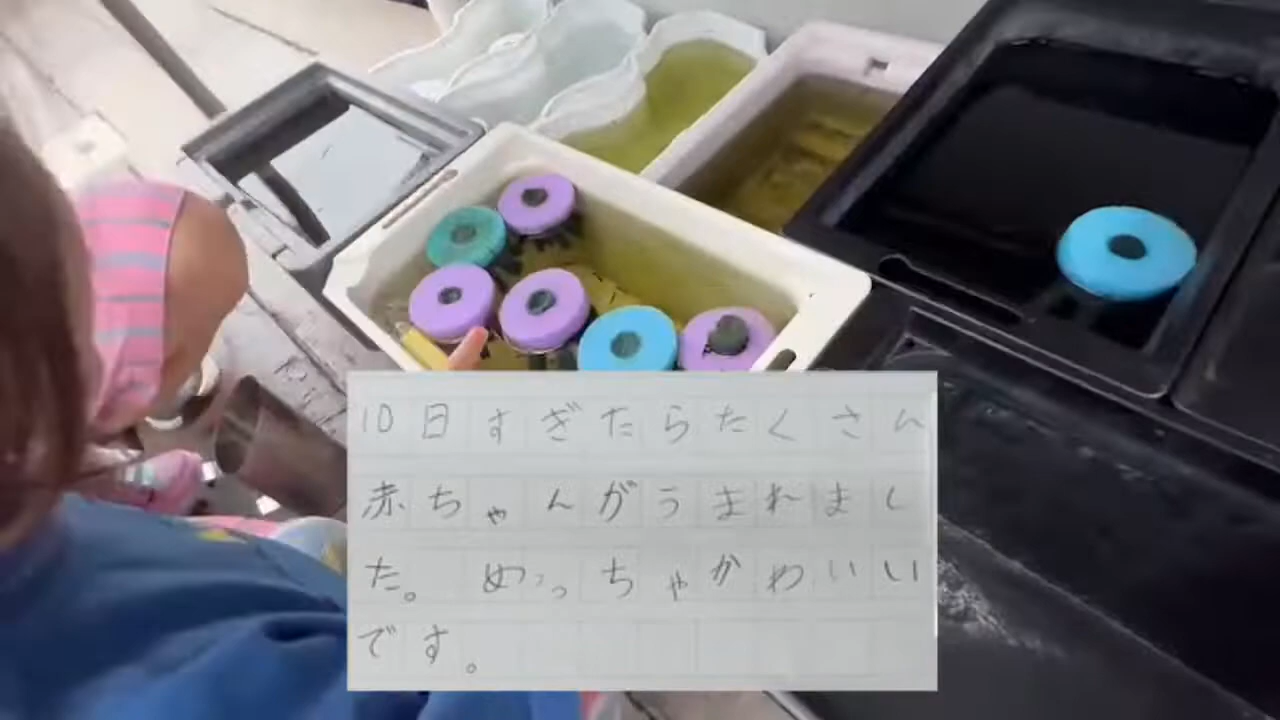 10日すぎたらたくさん
赤ちゃんがうまれまし
た。めっっちゃかわいい
です。